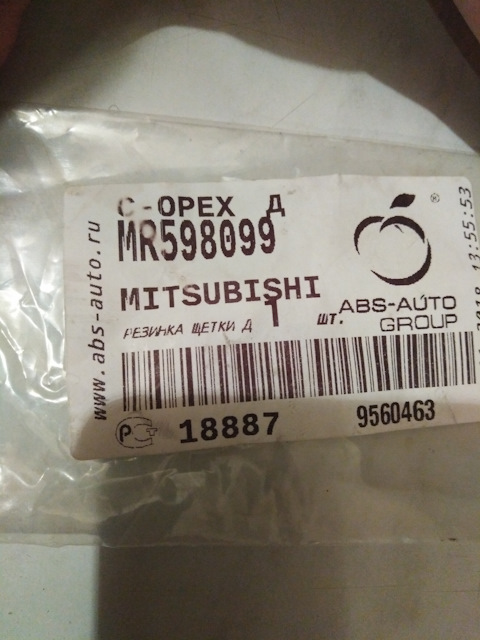 С-ОРЕХ Д
MR598099
MITSUBISHI
1 шт.
РЕЗИНКА ЩЕТКИ Д
®
ABS-AUTO
GROUP
www.abs-auto.ru
13:55:53
РСТ
18887
9560463